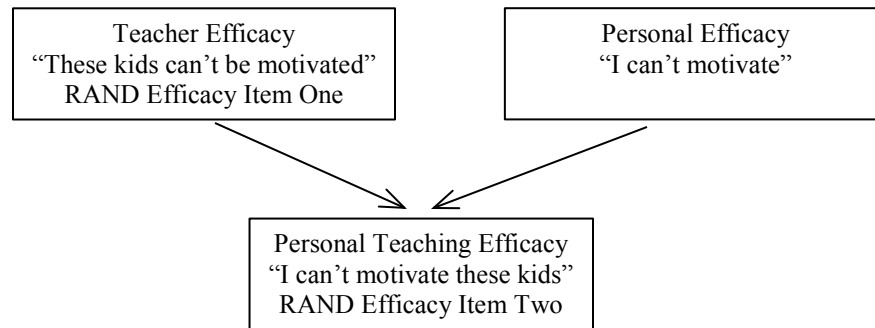 Teacher Efficacy
“These kids can’t be motivated”
RAND Efficacy Item One
Personal Efficacy
“I can’t motivate”
Personal Teaching Efficacy
“I can’t motivate these kids”
RAND Efficacy Item Two